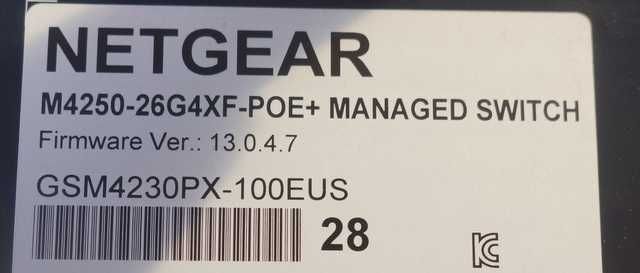 NETGEAR
M4250-26G4XF-POE+ MANAGED SWITCH
Firmware Ver.: 13.0.4.7
GSM4230PX-100EUS
28